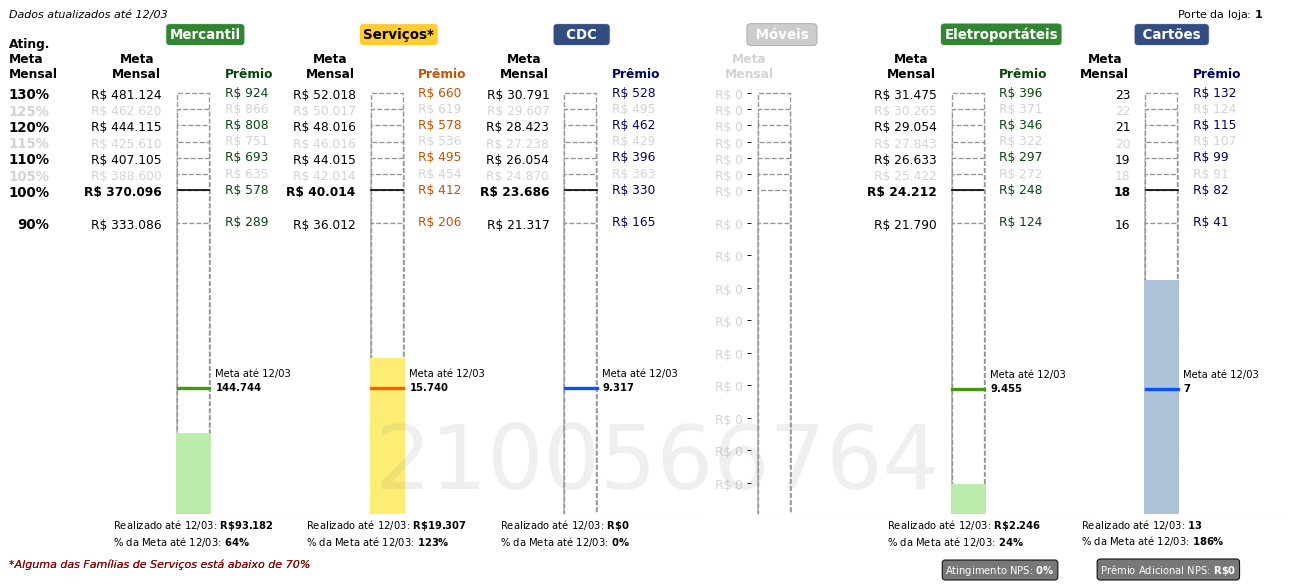 Dados atualizados até 12/03
Porte da loja: 1
Mercantil Serviços* CDC Móveis Eletroportáteis Cartões
Ating.
Meta Meta Meta Meta Meta Meta Meta
Mensal Mensal Prêmio Mensal Prêmio Mensal Prêmio Mensal Mensal Prêmio Mensal Prêmio
130% R$ 481.124 R$ 924 R$ 52.018 R$ 660 R$ 30.791 R$ 528 R$ 0 R$ 31.475 R$ 396 23 R$ 132
125% R$ 462.620 R$ 866 R$ 50.017 R$ 619 R$ 29.607 R$ 495 R$ 0 R$ 30.265 R$ 371 22 R$ 124
120% R$ 444.115 R$ 808 R$ 48.016 R$ 578 R$ 28.423 R$ 462 R$ 0 R$ 29.054 R$ 346 21 R$ 115
115% R$ 425.610 R$ 751 R$ 46.016 R$ 536 R$ 27.238 R$ 429 R$ 0 R$ 27.843 R$ 322 20 R$ 107
110% R$ 407.105 R$ 693 R$ 44.015 R$ 495 R$ 26.054 R$ 396 R$ 0 R$ 26.633 R$ 297 19 R$ 99
105% R$ 388.600 R$ 635 R$ 42.014 R$ 454 R$ 24.870 R$ 363 R$ 0 R$ 25.422 R$ 272 18 R$ 91
100% R$ 370.096 R$ 578 R$ 40.014 R$ 412 R$ 23.686 R$ 330 R$ 0 R$ 24.212 R$ 248 18 R$ 82
90% R$ 333.086 R$ 289 R$ 36.012 R$ 206 R$ 21.317 R$ 165 R$ 0 R$ 21.790 R$ 124 16 R$ 41
R$ 0
R$ 0
R$ 0
R$ 0
Meta até 12/03 Meta até 12/03 Meta até 12/03 Meta até 12/03 Meta até 12/03
144.744 15.740 9.317 R$ 0 9.455 7
R$ 0
2100566764
R$ 0
R$ 0
Realizado até 12/03: R$93.182 Realizado até 12/03: R$19.307 Realizado até 12/03: R$0 Realizado até 12/03: R$2.246 Realizado até 12/03: 13
% da Meta até 12/03: 64% % da Meta até 12/03: 123% % da Meta até 12/03: 0% % da Meta até 12/03: 24% % da Meta até 12/03: 186%
*Alguma das Famílias de Serviços está abaixo de 70%
Atingimento NPS: 0% Prêmio Adicional NPS: R$0